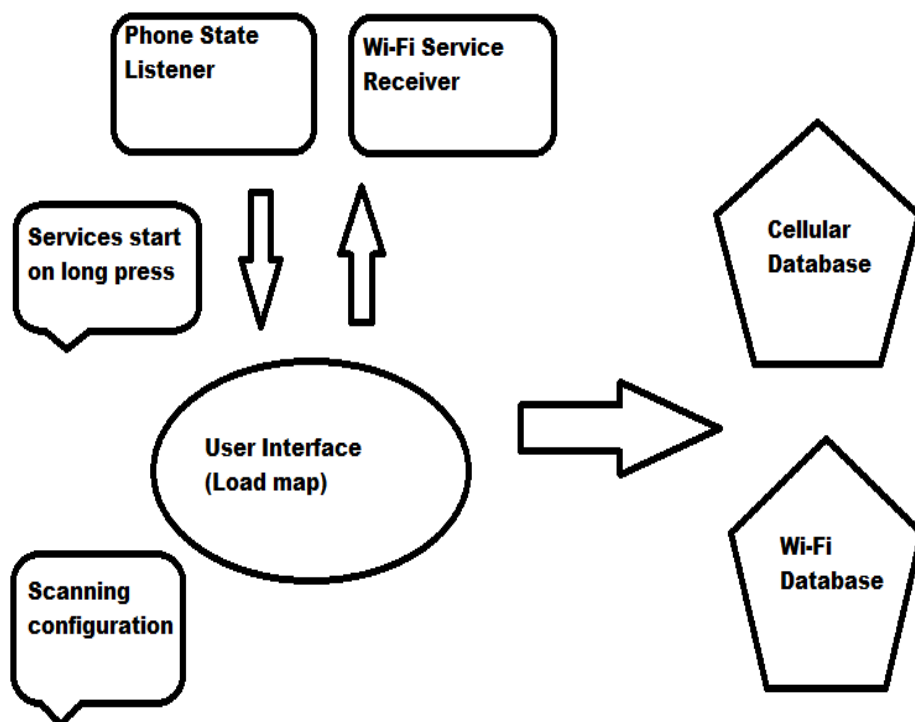 Phone State
Listener
Wi-Fi Service
Receiver
Services start
on long press
Cellular
Database
User Interface
(Load map)
Wi-Fi
Database
Scanning
configuration